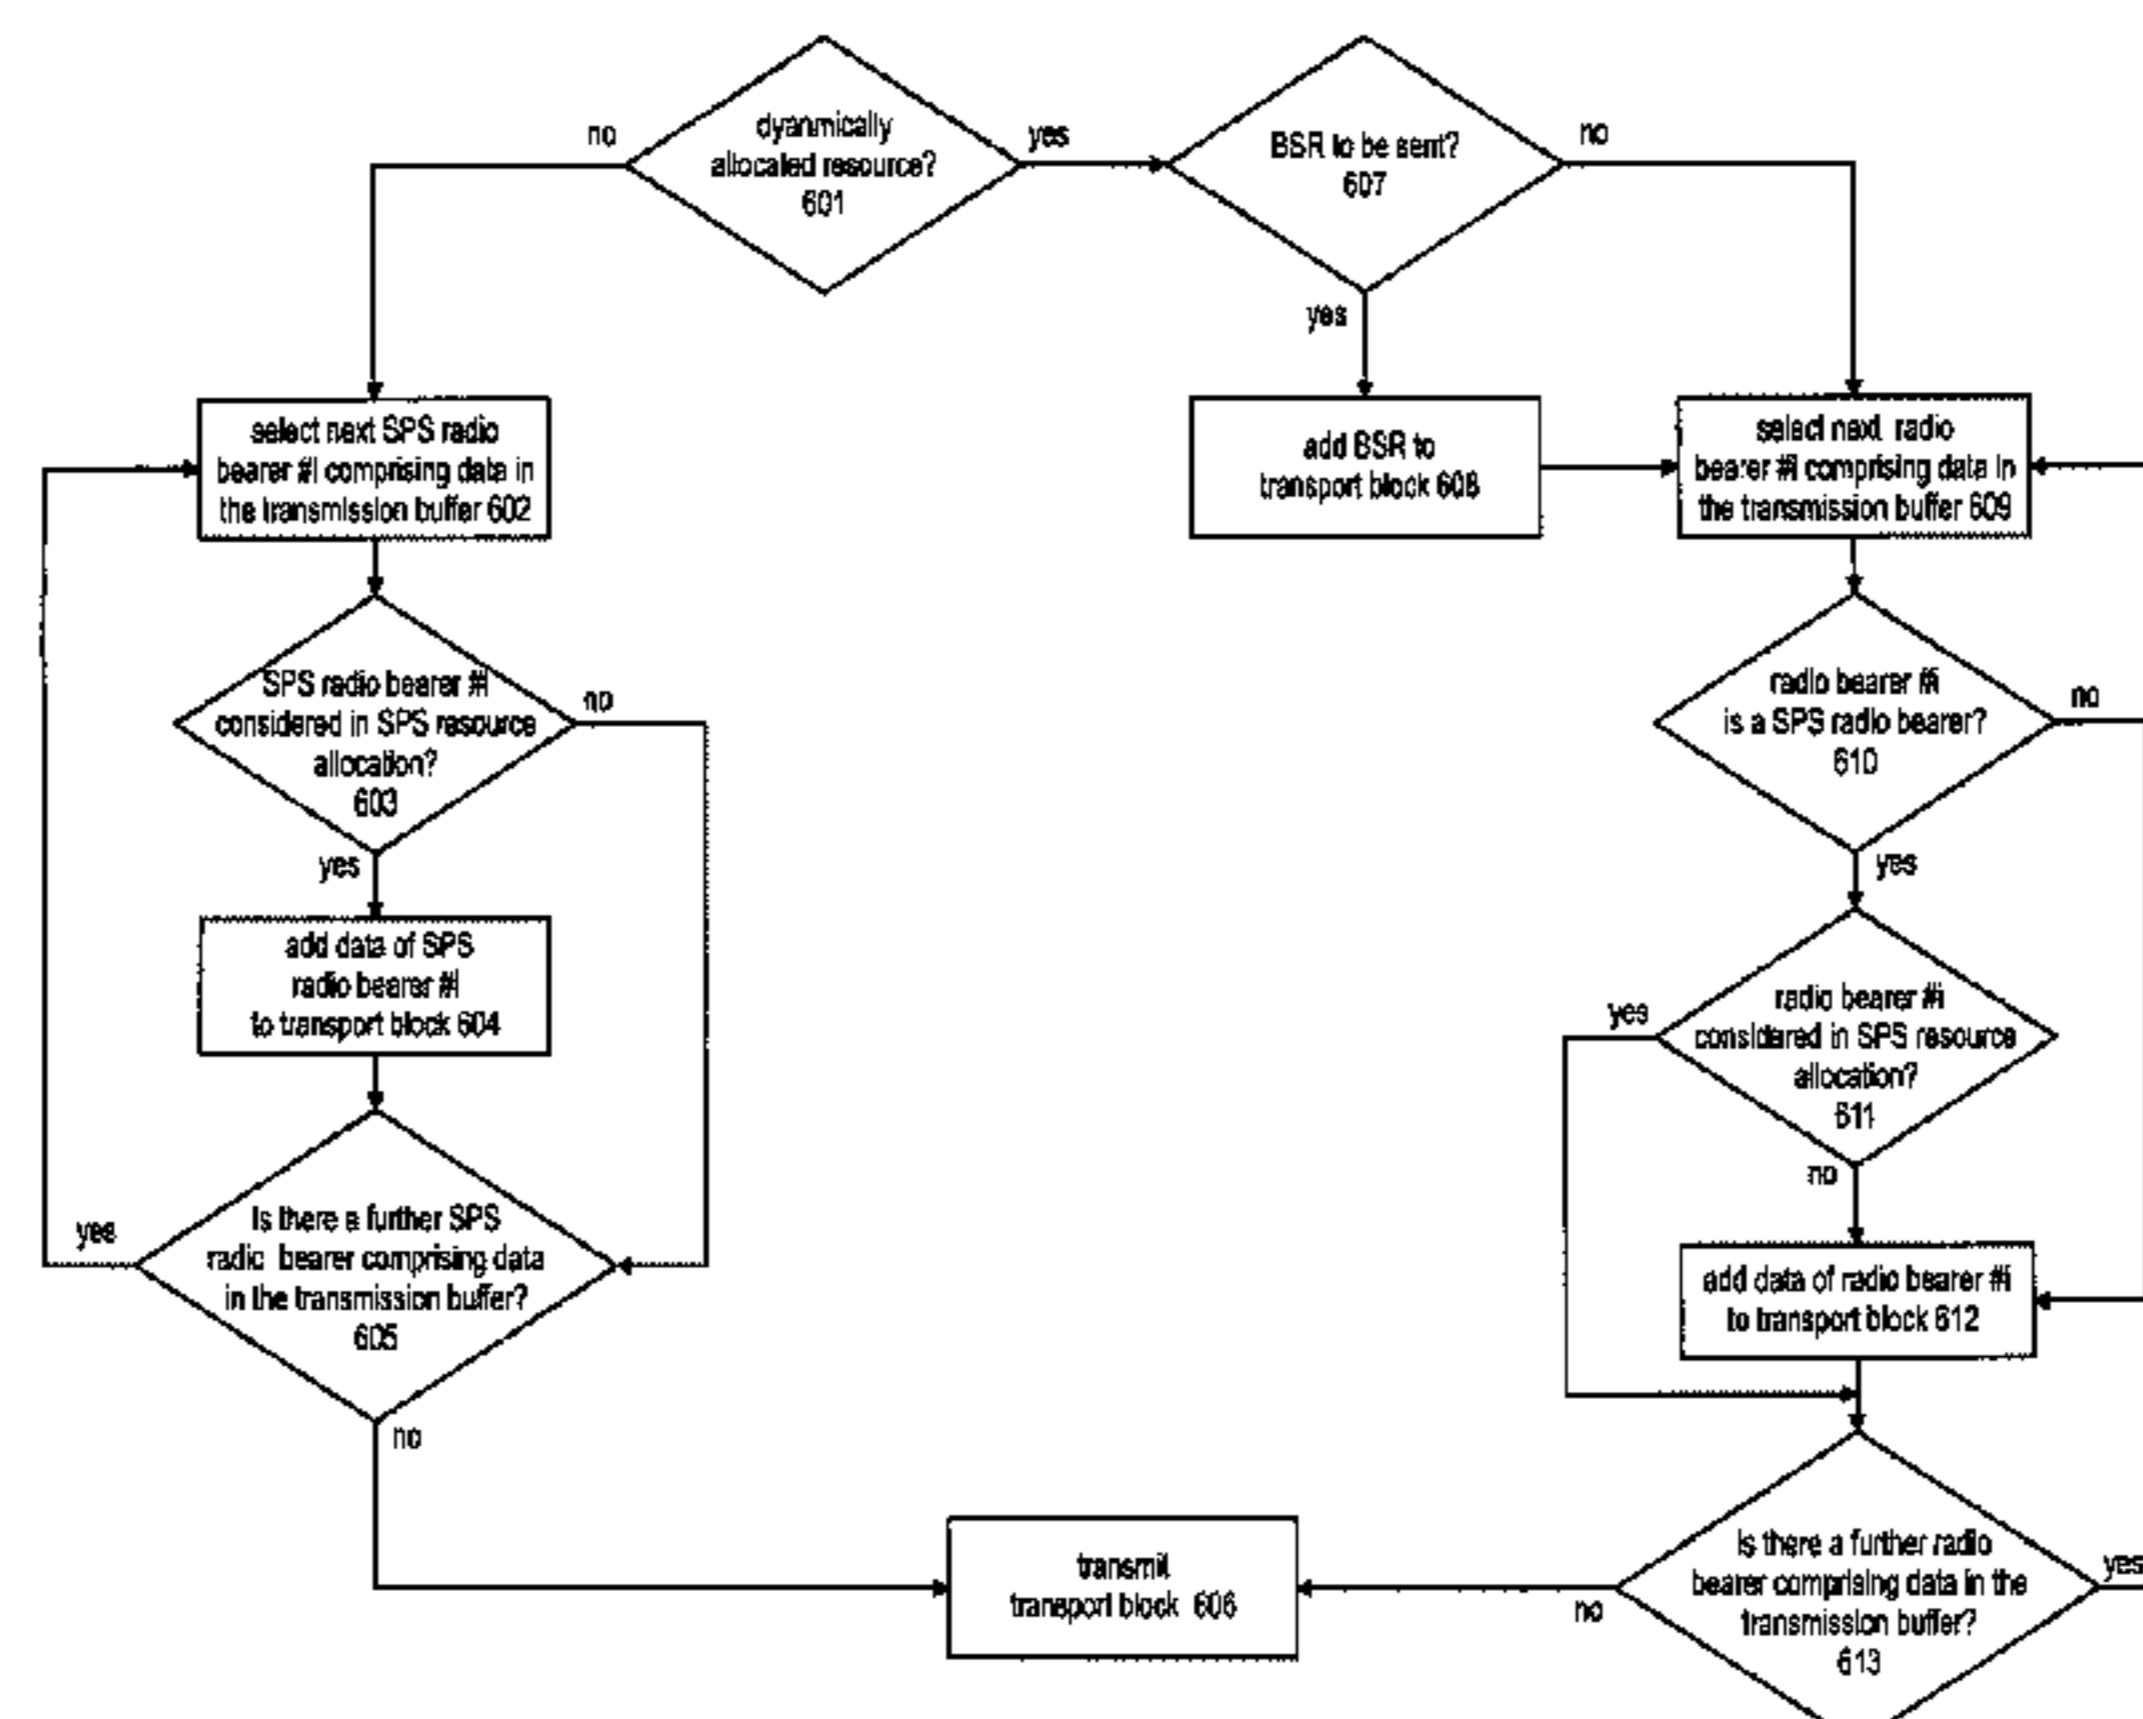 no
dyanmically
allocated resource?
601
yes
BSR to be sent?
607
no
yes
select next SPS radio
bearer #i comprising data in
the transmission buffer 602
add BSR to
transport block 608
select next radio
bearer #i comprising data in
the transmission buffer 609
SPS radio bearer #i
considered in SPS resource
allocation?
603
no
yes
radio bearer #i
is a SPS radio bearer?
610
no
yes
add data of SPS
radio bearer #i
to transport block 604
radio bearer #i
considered in SPS resource
allocation?
611
yes
no
Is there a further SPS
radio bearer comprising data
in the transmission buffer?
605
yes
no
add data of radio bearer #i
to transport block 612
transmit
transport block 606
Is there a further radio
bearer comprising data in the
transmission buffer?
613
yes
no